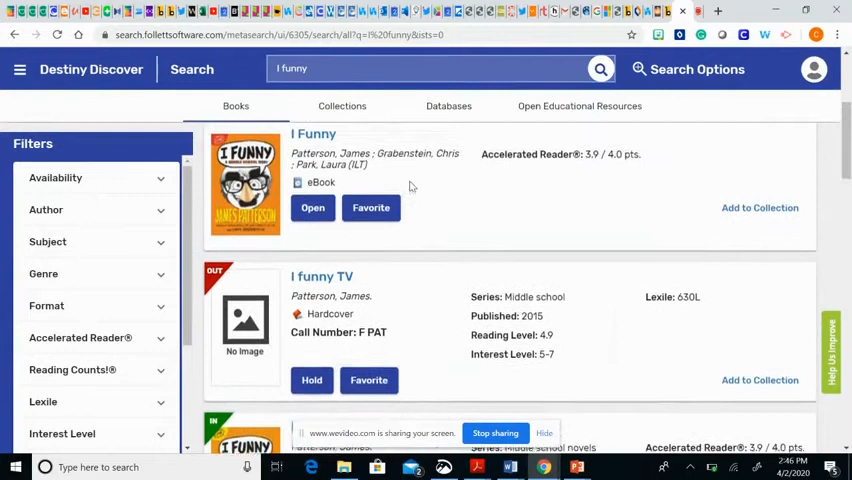 search.follettsoftware.com/metasearch/ui/6305/search/all?q=I%20funny&ists=0
Destiny Discover
Search
I funny
Search Options
Books
Collections
Databases
Open Educational Resources
Filters
Availability
Author
Subject
Genre
Format
Accelerated Reader®
Reading Counts!®
Lexile
Interest Level
I FUNNY
JAMES PATTERSON
I Funny
Patterson, James ; Grabenstein, Chris
; Park, Laura (ILT)
eBook
Accelerated Reader®: 3.9 / 4.0 pts.
Open
Favorite
Add to Collection
OUT
No Image
I funny TV
Patterson, James.
Hardcover
Call Number: F PAT
Series: Middle school
Published: 2015
Reading Level: 4.9
Interest Level: 5-7
Lexile: 630L
Hold
Favorite
Add to Collection
IN
Accelerated Reader®: 3.9 / 4.0 pts.
www.wevideo.com is sharing your screen.
Stop sharing
Hide
Help Us Improve
Type here to search
2:46 PM
4/2/2020